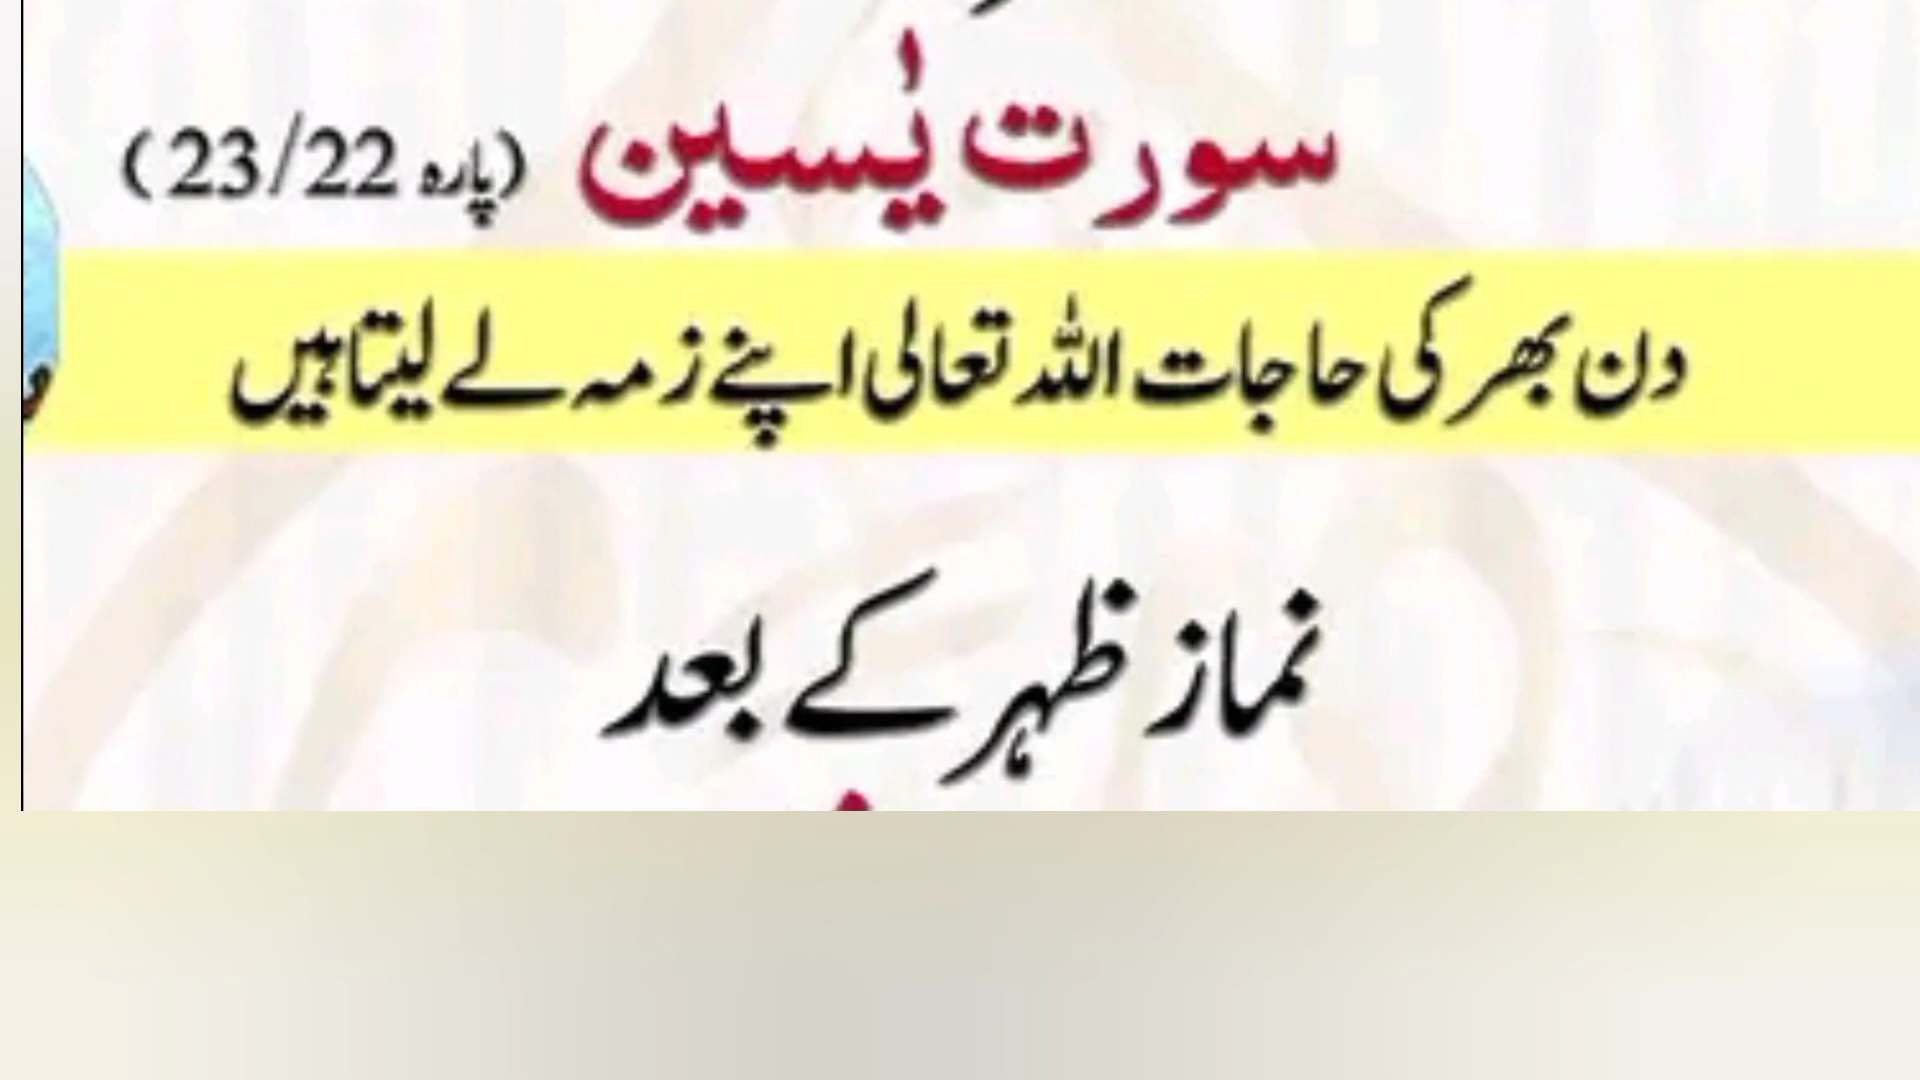 سورت یٰسین (پارہ 23/22)
دن بھر کی حاجات اللہ تعالی اپنے زمہ لے لیتا ہیں
نماز ظہر کے بعد